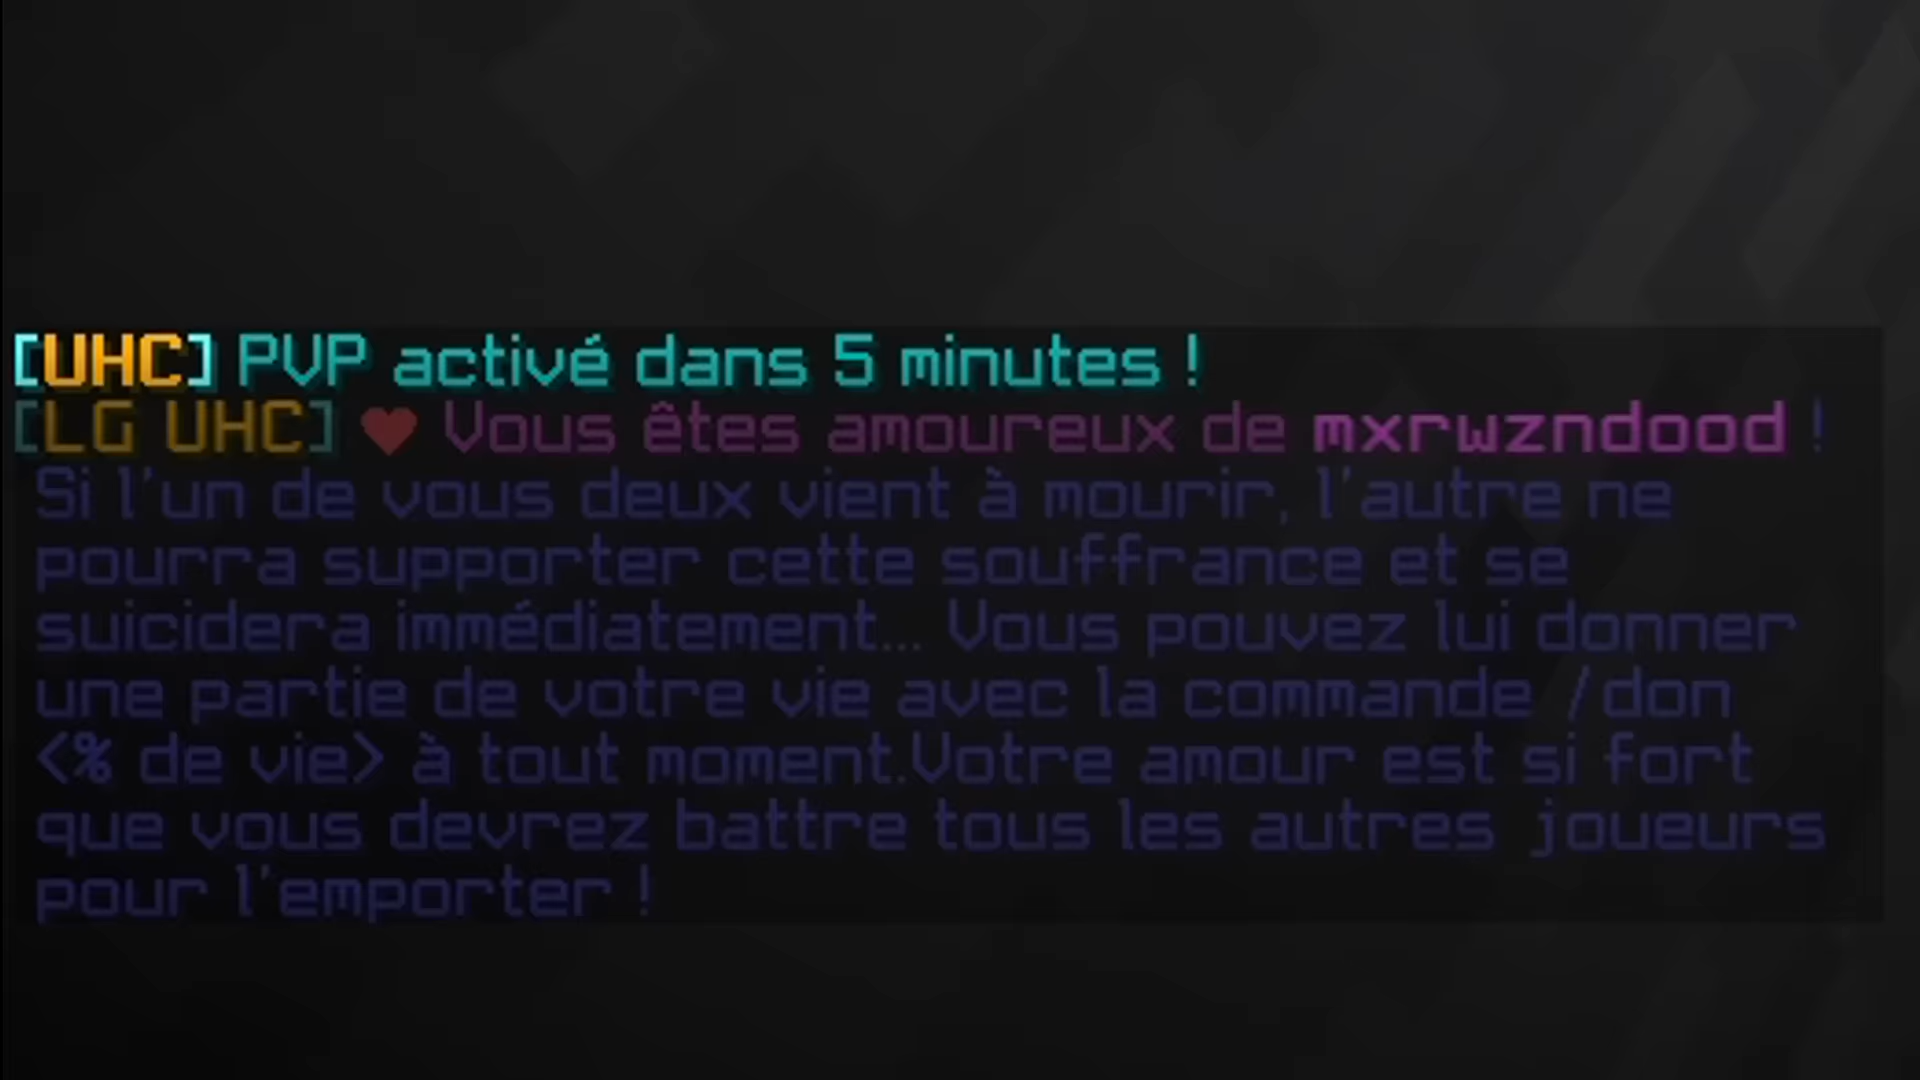 [UHC] PVP activé dans 5 minutes !
[LG UHC] ♥ Vous êtes amoureux de mxrwzndood !
Si l'un de vous deux vient à mourir, l'autre ne
pourra supporter cette souffrance et se
suicidera immédiatement... Vous pouvez lui donner
une partie de votre vie avec la commande /don
<% de vie> à tout moment.Votre amour est si fort
que vous devrez battre tous les autres joueurs
pour l'emporter !